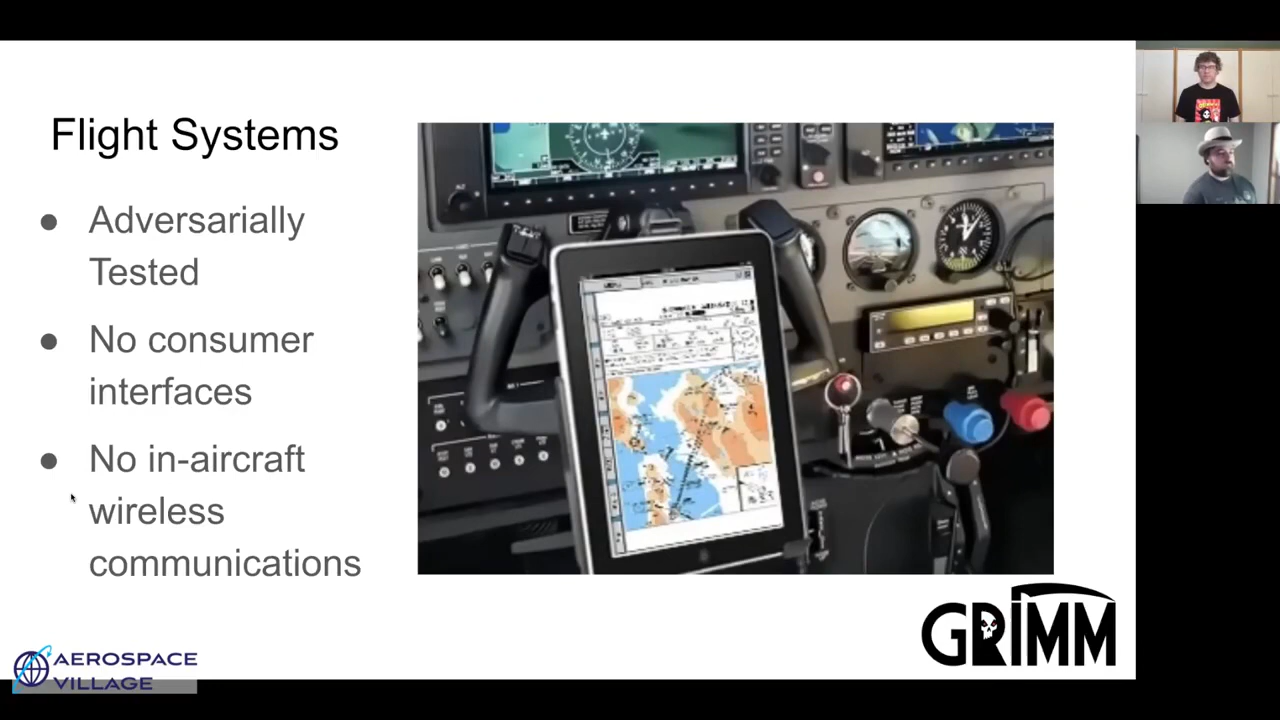 Flight Systems
● Adversarially
Tested
● No consumer
interfaces
● No in-aircraft
wireless
communications
GRIMM
AEROSPACE
VILLAGE